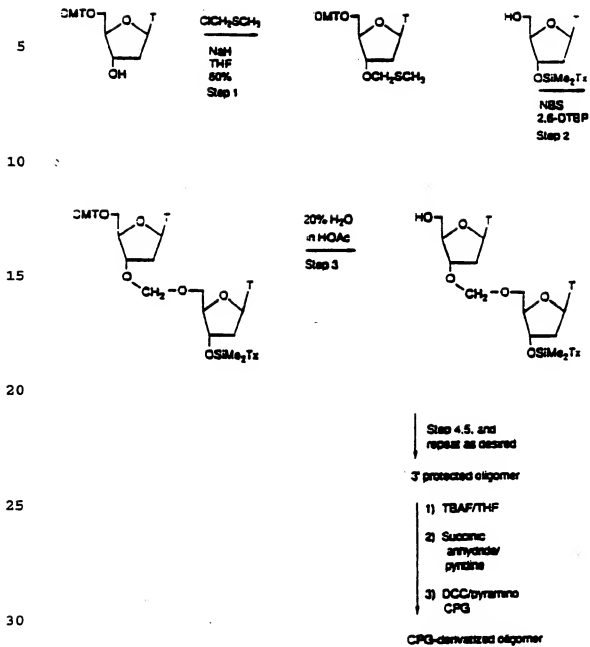 DMTO
O
T
ClCH₂SCH₃
NaH
THF
80%
Step 1
OH
DMTO
O
T
OCH₂SCH₃
HO
O
T
OSiMe₂Tx
NBS
2,6-DTBP
Step 2
5
10
DMTO
O
T
O
CH₂-O
O
T
OSiMe₂Tx
20% H₂O
in HOAc
Step 3
HO
O
T
O
CH₂-O
O
T
OSiMe₂Tx
15
20
Step 4,5, and
repeat as desired
3' protected oligomer
25
1) TBAF/THF
2) Succinic
anhydride/
pyridine
3) DCC/pyr
CPG
30
CPG-derivatized oligomer